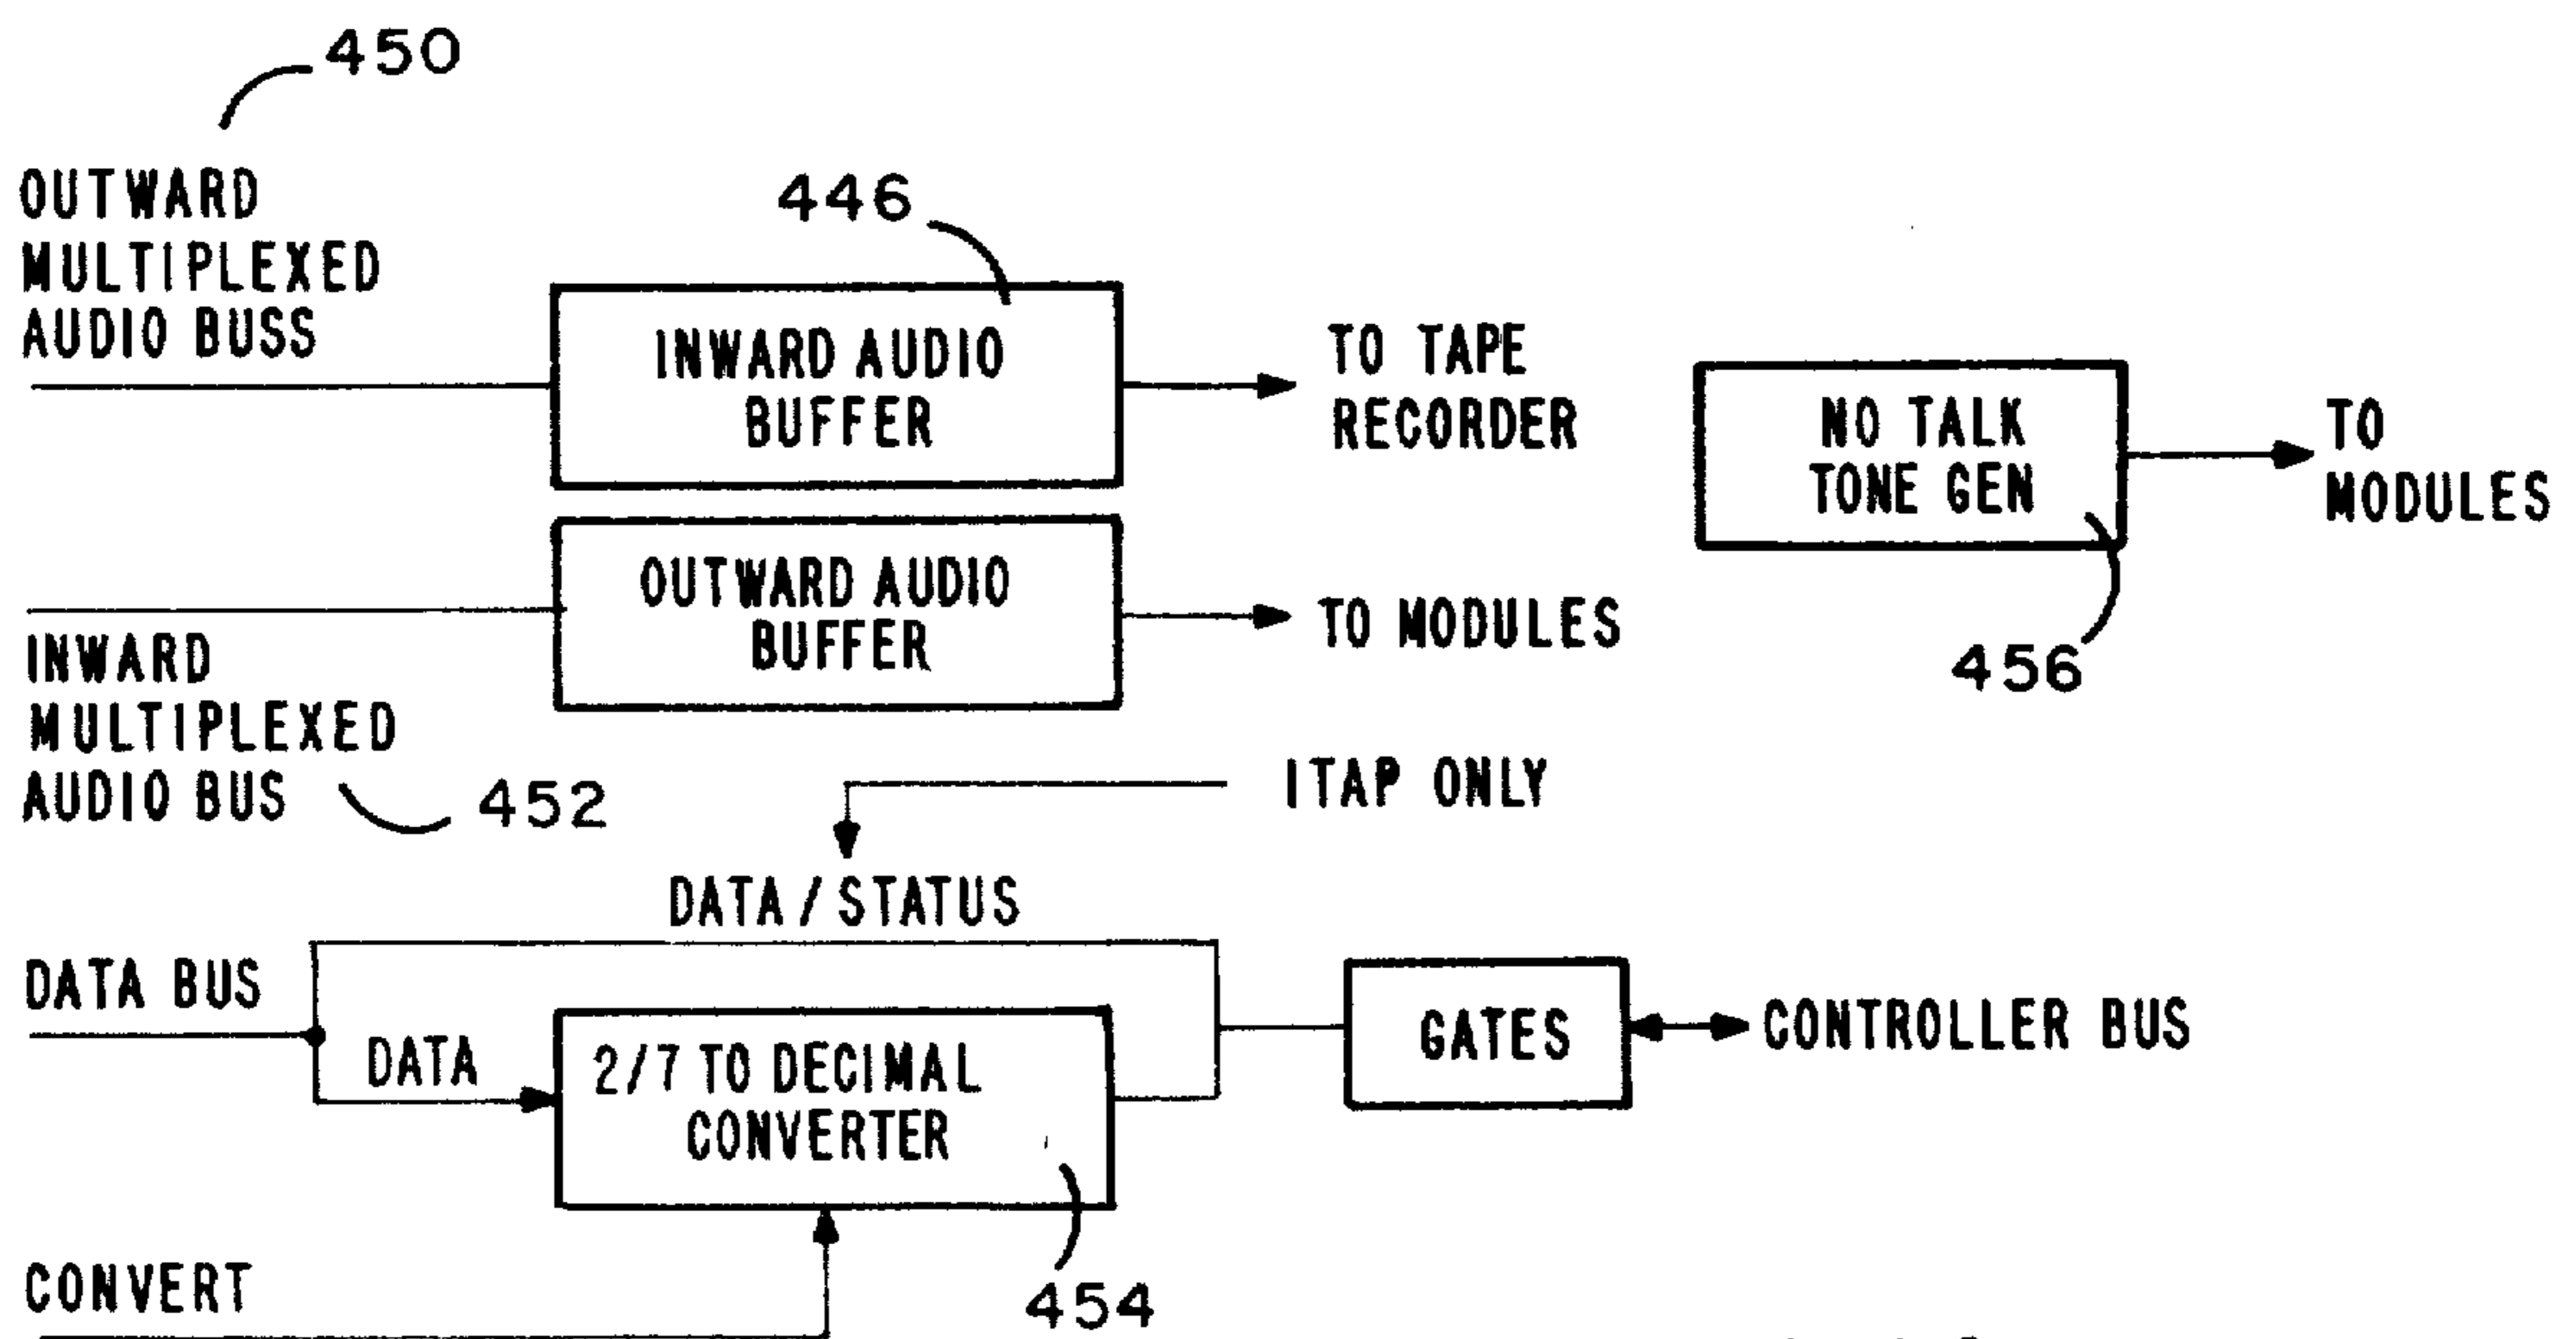 450
OUTWARD
MULTIPLEXED
AUDIO BUSS
446
INWARD AUDIO
BUFFER
TO TAPE
RECORDER
NO TALK
TONE GEN
TO
MODULES
456
OUTWARD AUDIO
BUFFER
TO MODULES
INWARD
MULTIPLEXED
AUDIO BUS
452
ITAP ONLY
DATA / STATUS
DATA BUS
DATA
2/7 TO DECIMAL
CONVERTER
454
GATES
CONTROLLER BUS
CONVERT